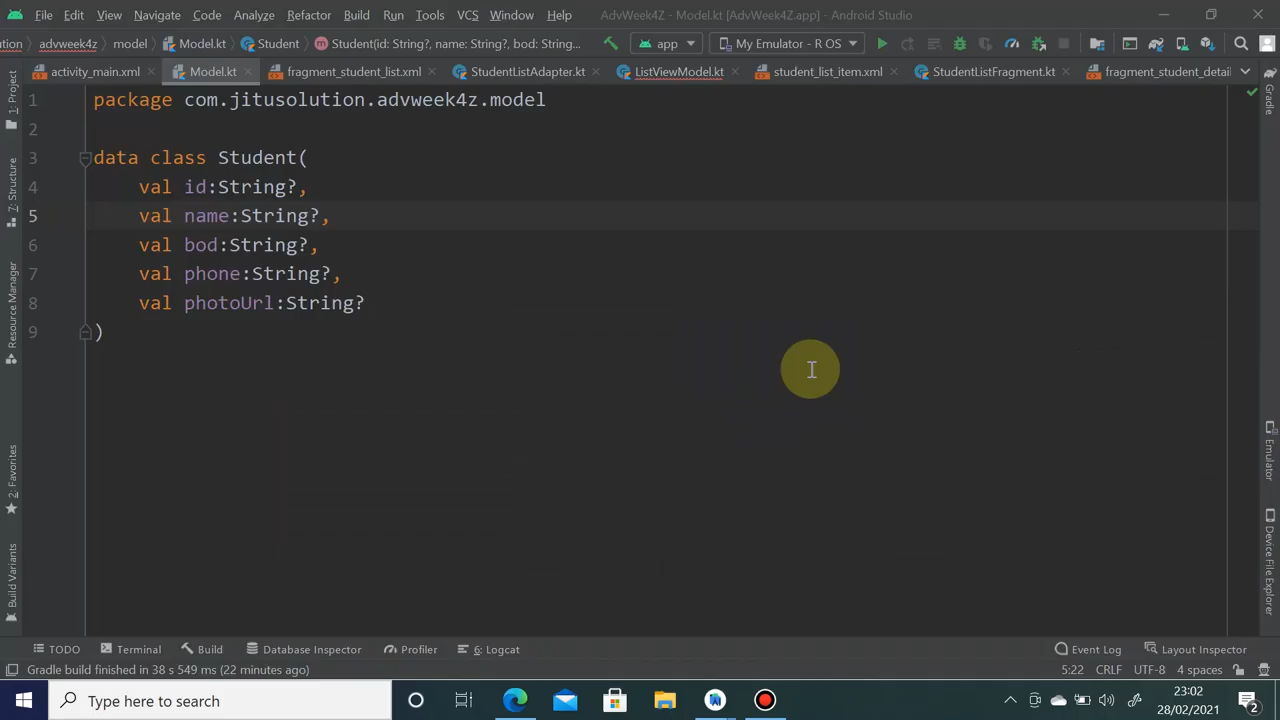 File Edit View Navigate Code Analyze Refactor Build Run Tools VCS Window Help AdvWeek4Z - Model.kt [AdvWeek4Z.app] - Android Studio
lution advweek4z model Model.kt Student Student(id: String?, name: String?, bod: String?,... app My Emulator - R OS
activity_main.xml Model.kt fragment_student_list.xml StudentListAdapter.kt ListViewModel.kt student_list_item.xml StudentListFragment.kt fragment_student_detail
1: Project
7: Structure
Resource Manager
2: Favorites
Build Variants
1 package com.jitusolution.advweek4z.model
2
3 data class Student(
4 val id:String?,
5 val name:String?,
6 val bod:String?,
7 val phone:String?,
8 val photoUrl:String?
9 )
Gradle
Emulator
Device File Explorer
TODO Terminal Build Database Inspector Profiler 6: Logcat Event Log Layout Inspector
Gradle build finished in 38 s 549 ms (22 minutes ago) 5:22 CRLF UTF-8 4 spaces
Type here to search 23:02
28/02/2021 2